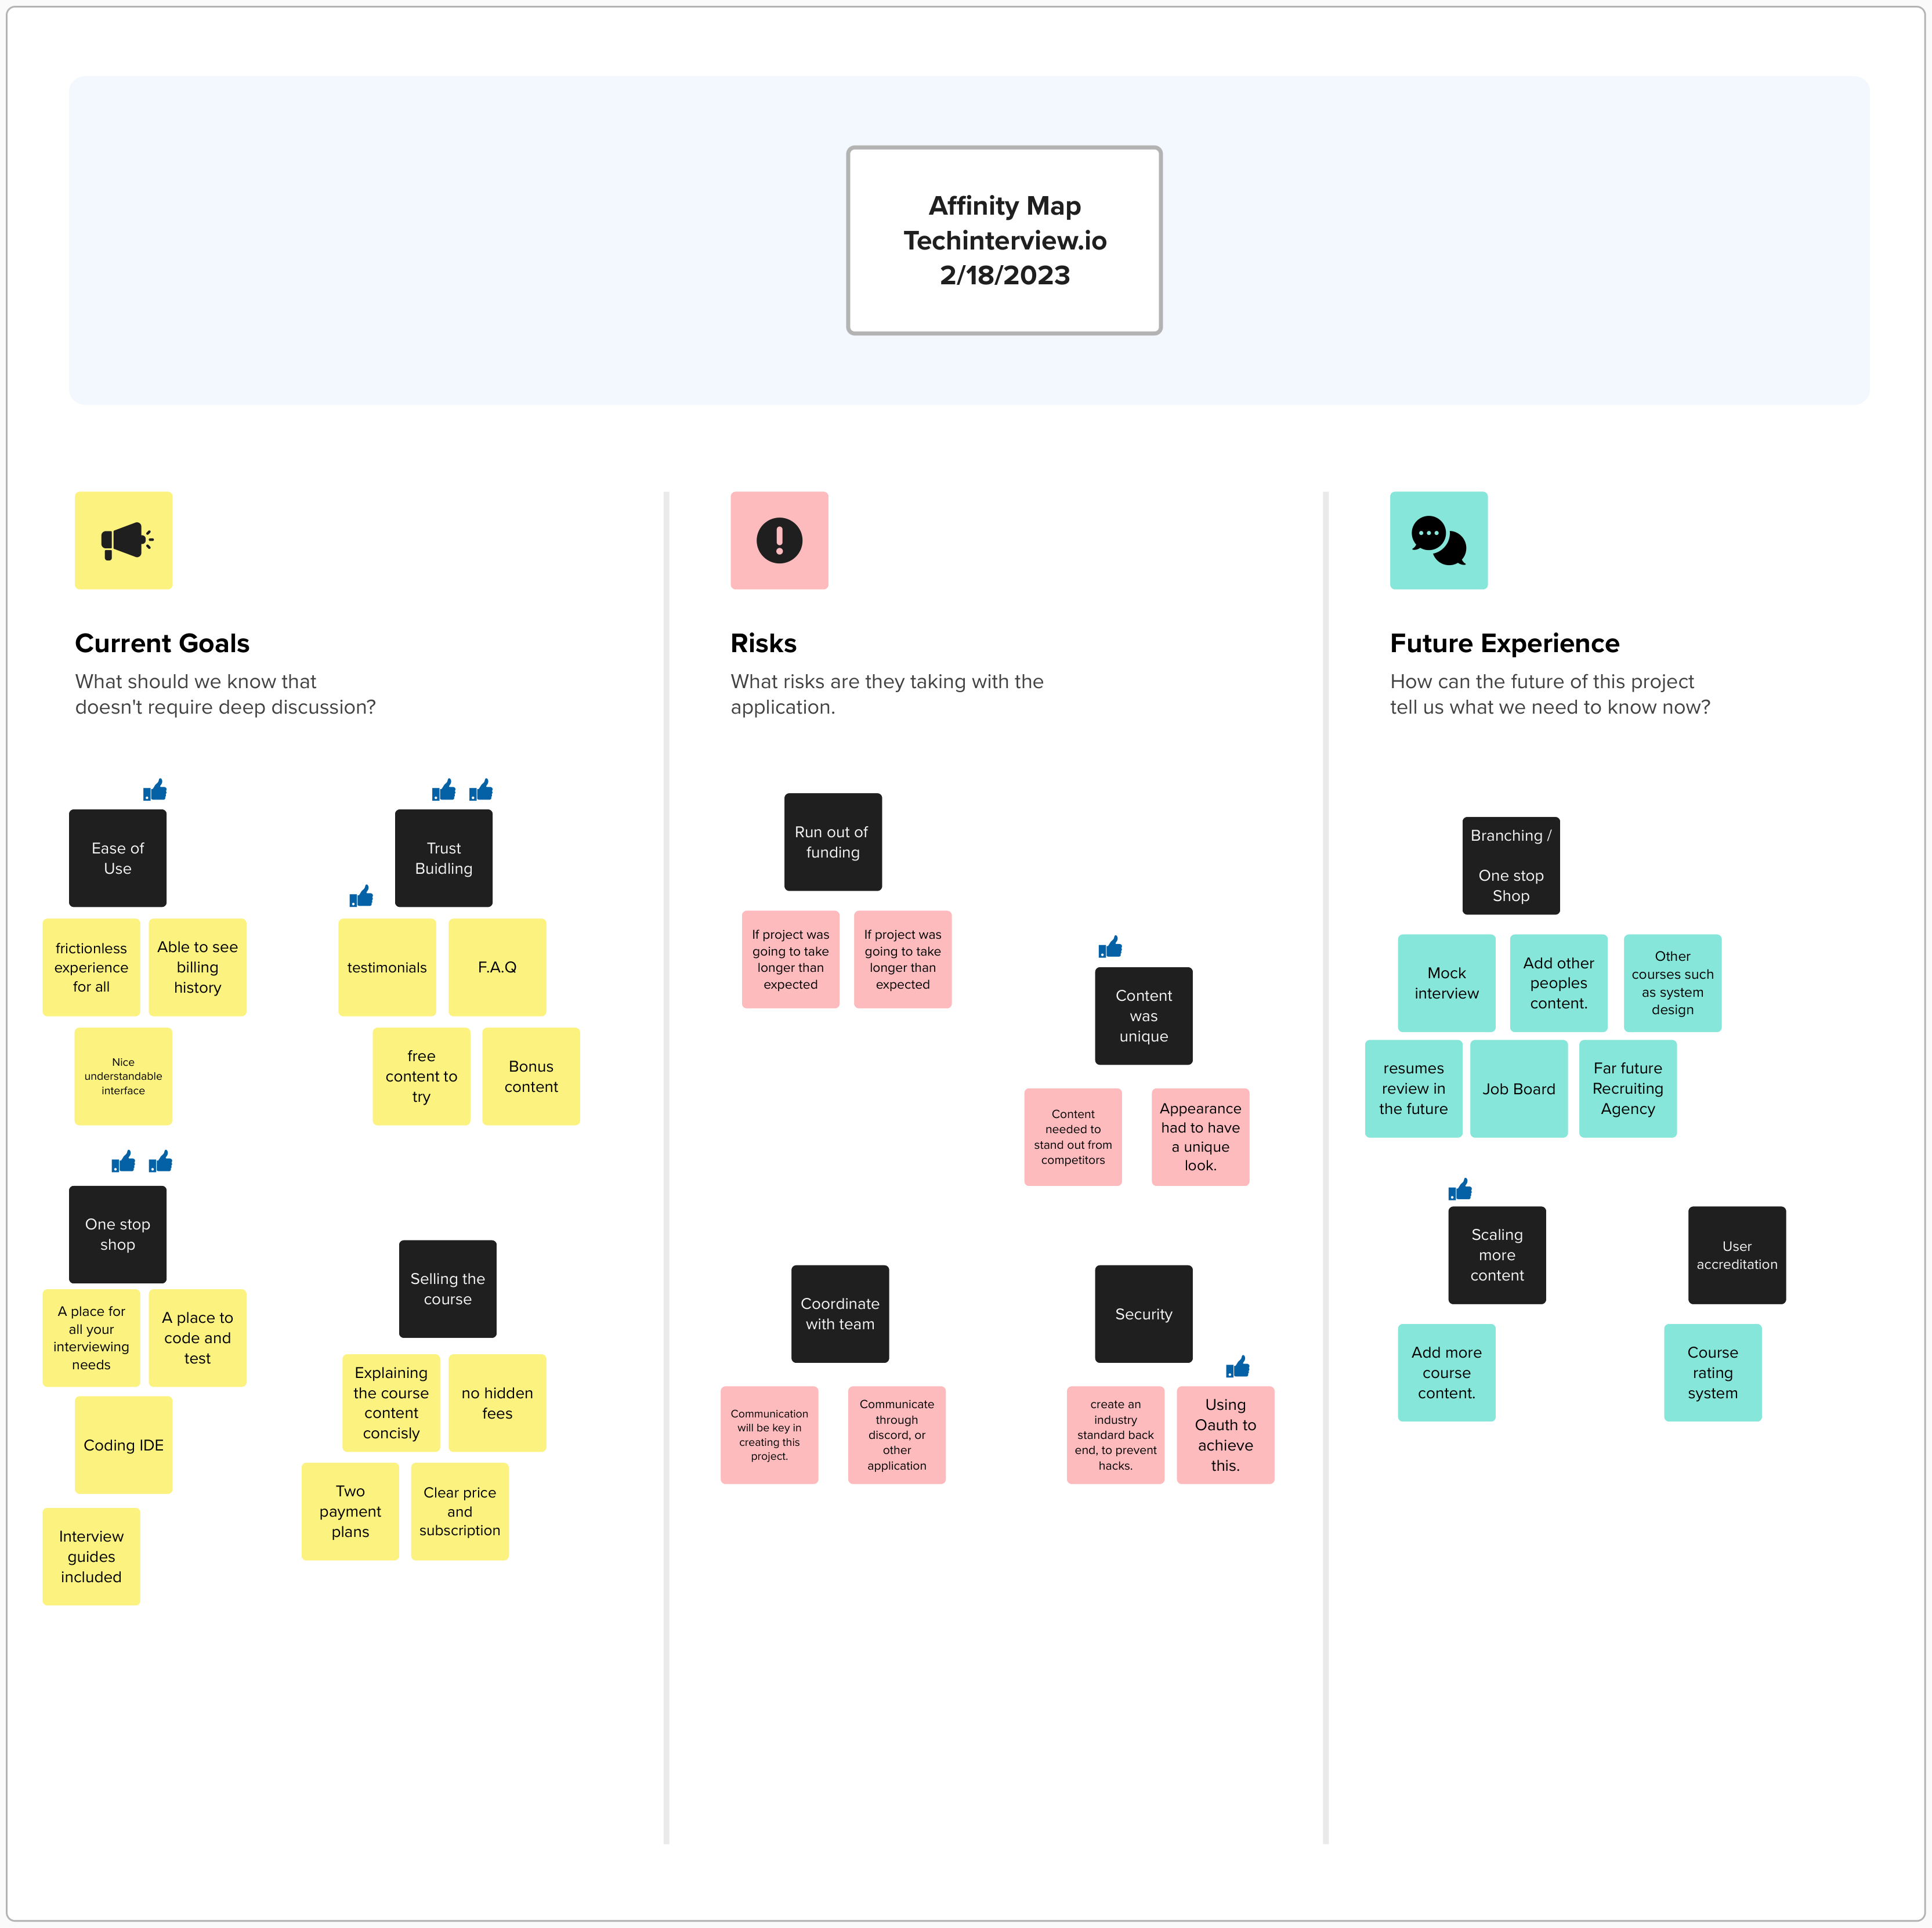 Affinity Map
Techinterview.io
2/18/2023
Current Goals
What should we know that
doesn't require deep discussion?
Ease of
Use
frictionless
experience
for all
Able to see
billing
history
Nice
understandable
interface
Trust
Buidling
testimonials
F.A.Q
free
content to
try
Bonus
content
One stop
shop
A place for
all your
interviewing
needs
A place to
code and
test
Coding IDE
Interview
guides
included
Selling the
course
Explaining
the course
content
concisly
no hidden
fees
Two
payment
plans
Clear price
and
subscription
Risks
What risks are they taking with the
application.
Run out of
funding
If project was
going to take
longer than
expected
If project was
going to take
longer than
expected
Content
was
unique
Content
needed to
stand out from
competitors
Appearance
had to have
a unique
look.
Coordinate
with team
Communication
will be key in
creating this
project.
Communicate
through
discord, or
other
application
Security
create an
industry
standard back
end, to prevent
hacks.
Using
Oauth to
achieve
this.
Future Experience
How can the future of this project
tell us what we need to know now?
Branching /
One stop
Shop
Mock
interview
Add other
peoples
content.
Other
courses such
as system
design
resumes
review in
the future
Job Board
Far future
Recruiting
Agency
Scaling
more
content
Add more
course
content.
User
accreditation
Course
rating
system